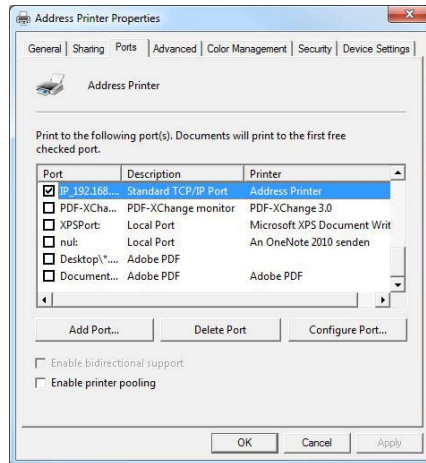 Address Printer Properties
General Sharing Ports Advanced Color Management Security Device Settings
Address Printer
Print to the following port(s). Documents will print to the first free
checked port.
Port Description Printer
IP_192.168.... Standard TCP/IP Port Address Printer
PDF-XCha... PDF-XChange monitor PDF-XChange 3.0
XPSPort: Local Port Microsoft XPS Document Writ
nul: Local Port An OneNote 2010 senden
Desktop\*.... Adobe PDF
Document... Adobe PDF Adobe PDF
Add Port... Delete Port Configure Port...
Enable bidirectional support
Enable printer pooling
OK Cancel Apply